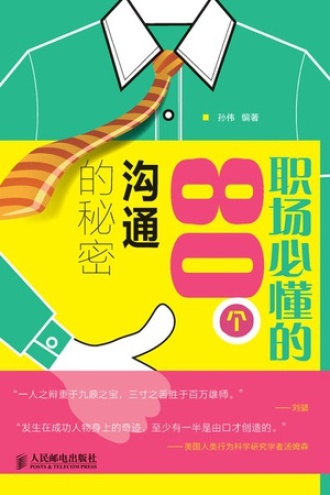 孙伟 编著
职场必懂的
80个
沟通
的秘密
“一人之辩重于九鼎之宝，三寸之舌胜于百万雄师。”
——刘勰
“发生在成功人物身上的奇迹，至少有一半是由口才创造的。”
——美国人类行为科学研究学者汤姆森
人民邮电出版社
POSTS & TELECOM PRESS